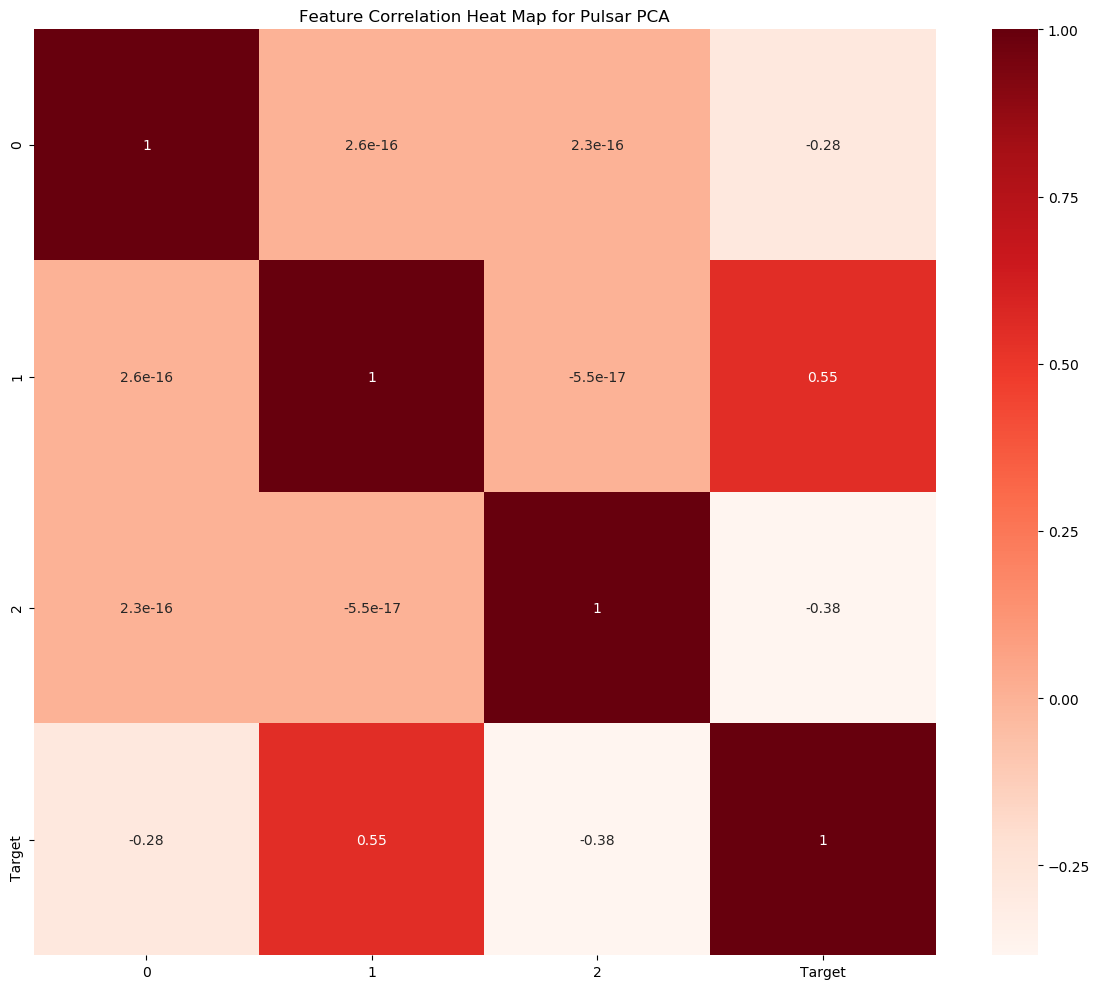 Feature Correlation Heat Map for Pulsar PCA
0 1 2.6e-16 2.3e-16 -0.28
1 2.6e-16 1 -5.5e-17 0.55
2 2.3e-16 -5.5e-17 1 -0.38
Target -0.28 0.55 -0.38 1
0 1 2 Target
1.00
0.75
0.50
0.25
0.00
−0.25